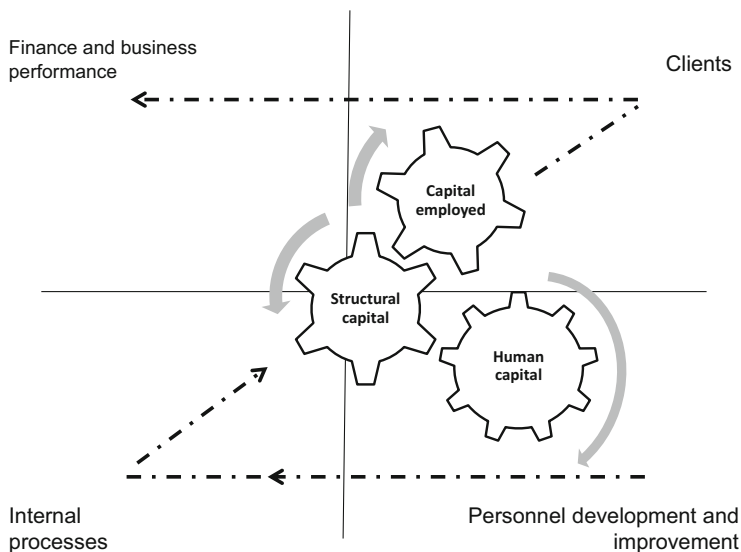 Finance and business
performance
Clients
Capital
employed
Structural
capital
Human
capital
Internal
processes
Personnel development and
improvement